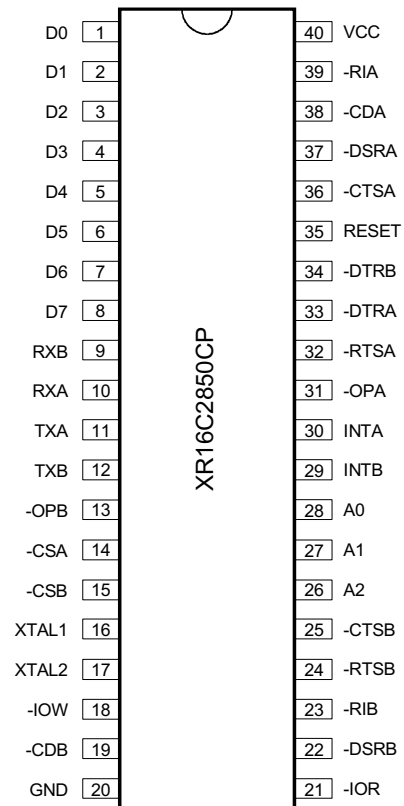 D0 1 40 VCC
D1 2 39 -RIA
D2 3 38 -CDA
D3 4 37 -DSRA
D4 5 36 -CTSA
D5 6 35 RESET
D6 7 34 -DTRB
D7 8 33 -DTRA
RXB 9 32 -RTSA
RXA 10 31 -OPA
TXA 11 30 INTA
TXB 12 29 INTB
-OPB 13 28 A0
-CSA 14 27 A1
-CSB 15 26 A2
XTAL1 16 25 -CTSB
XTAL2 17 24 -RTSB
-IOW 18 23 -RIB
-CDB 19 22 -DSRB
GND 20 21 -IOR
XR16C2850CP